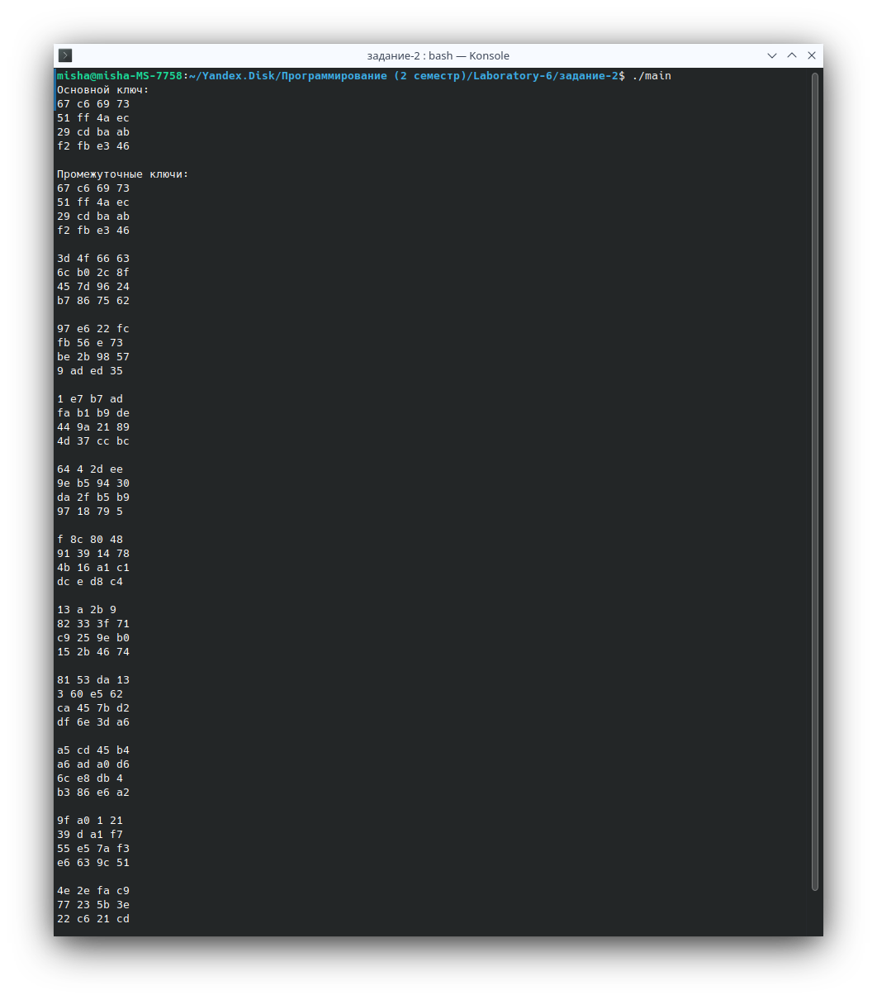 задание-2 : bash — Konsole
misha@misha-MS-7758:~/Yandex.Disk/Программирование (2 семестр)/Laboratory-6/задание-2$ ./main
Основной ключ:
67 c6 69 73
51 ff 4a ec
29 cd ba ab
f2 fb e3 46

Промежуточные ключи:
67 c6 69 73
51 ff 4a ec
29 cd ba ab
f2 fb e3 46

3d 4f 66 63
6c b0 2c 8f
45 7d 96 24
b7 86 75 62

97 e6 22 fc
fb 56 e 73
be 2b 98 57
9 ad ed 35

1 e7 b7 ad
fa b1 b9 de
44 9a 21 89
4d 37 cc bc

64 4 2d ee
9e b5 94 30
da 2f b5 b9
97 18 79 5

f 8c 80 48
91 39 14 78
4b 16 a1 c1
dc e d8 c4

13 a 2b 9
82 33 3f 71
c9 25 9e b0
15 2b 46 74

81 53 da 13
3 60 e5 62
ca 45 7b d2
df 6e 3d a6

a5 cd 45 b4
a6 ad a0 d6
6c e8 db 4
b3 86 e6 a2

9f a0 1 21
39 d a1 f7
55 e5 7a f3
e6 63 9c 51

4e 2e fa c9
77 23 5b 3e
22 c6 21 cd